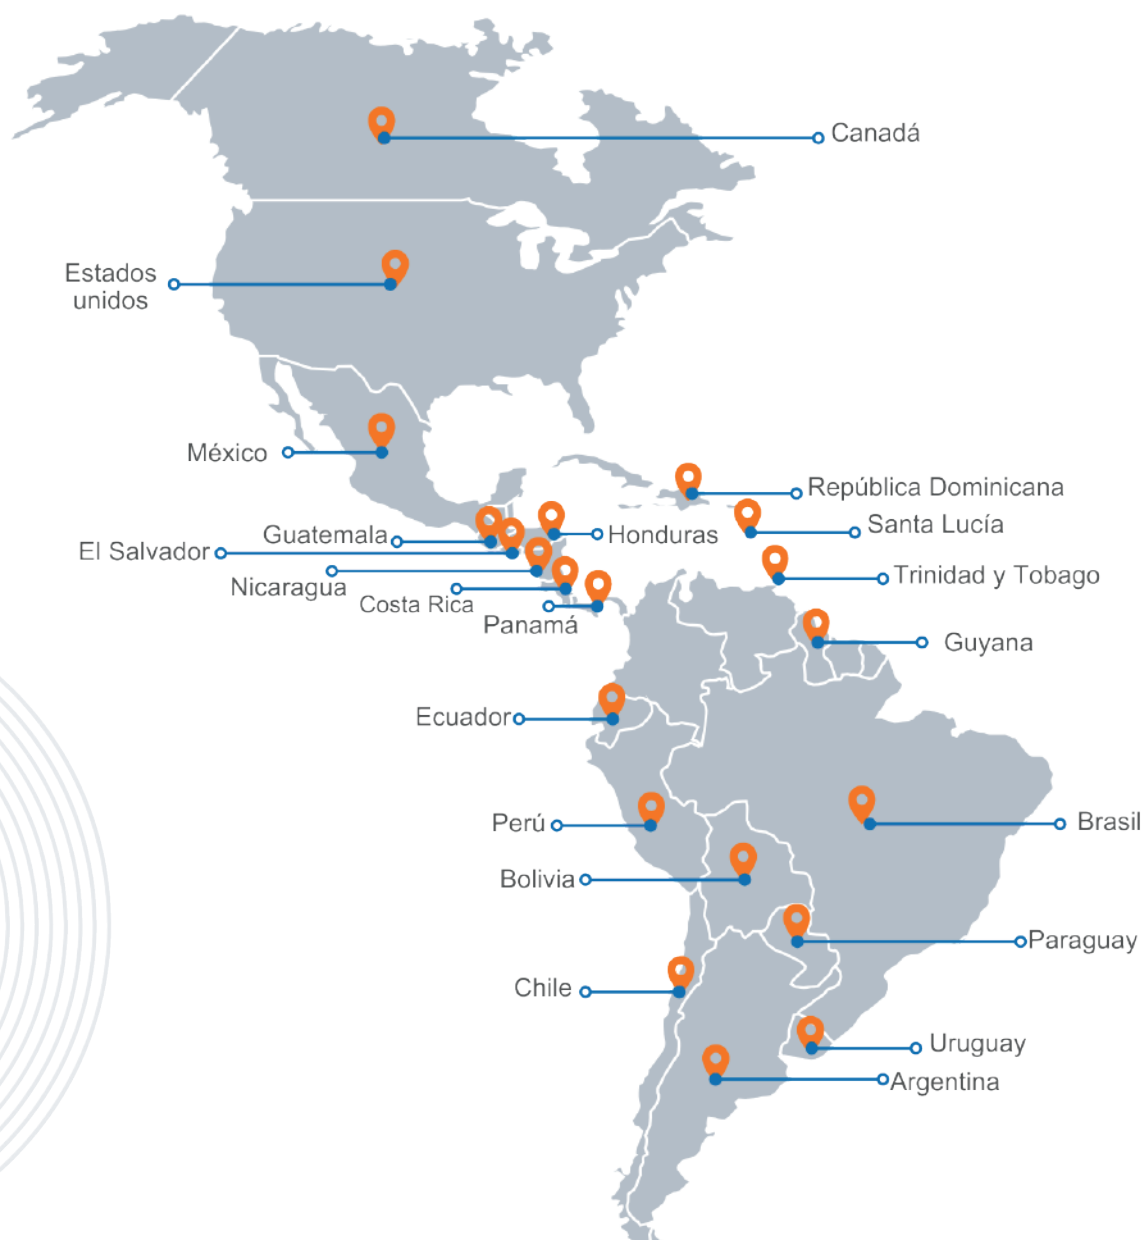 Canadá
Estados
unidos
México
República Dominicana
Santa Lucía
Guatemala
Honduras
El Salvador
Trinidad y Tobago
Nicaragua
Costa Rica
Panamá
Guyana
Ecuador
Perú
Brasil
Bolivia
Paraguay
Chile
Uruguay
Argentina